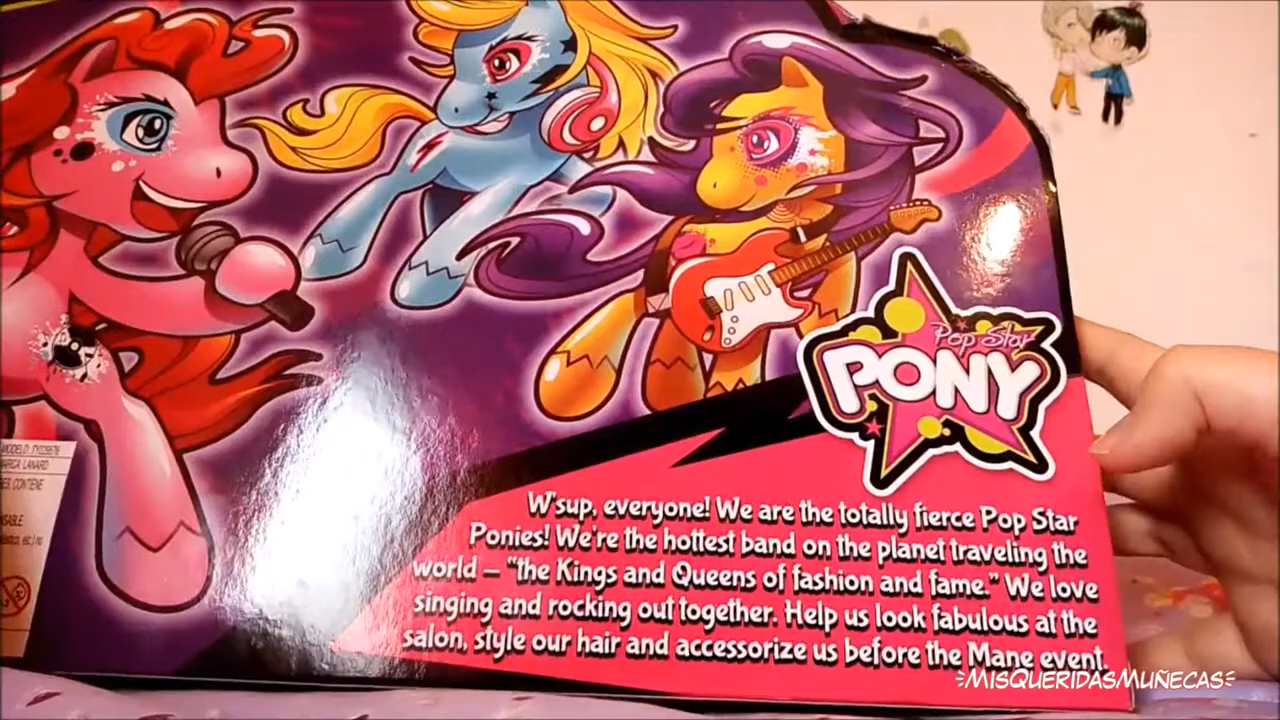 Pop Star
PONY
MODELO: TY029576
MARCA: LANARD
W'sup, everyone! We are the totally fierce Pop Star
Ponies! We're the hottest band on the planet traveling the
world – "the Kings and Queens of fashion and fame." We love
singing and rocking out together. Help us look fabulous at the
salon, style our hair and accessorize us before the Mane event.
MISQUERIDASMUÑECAS